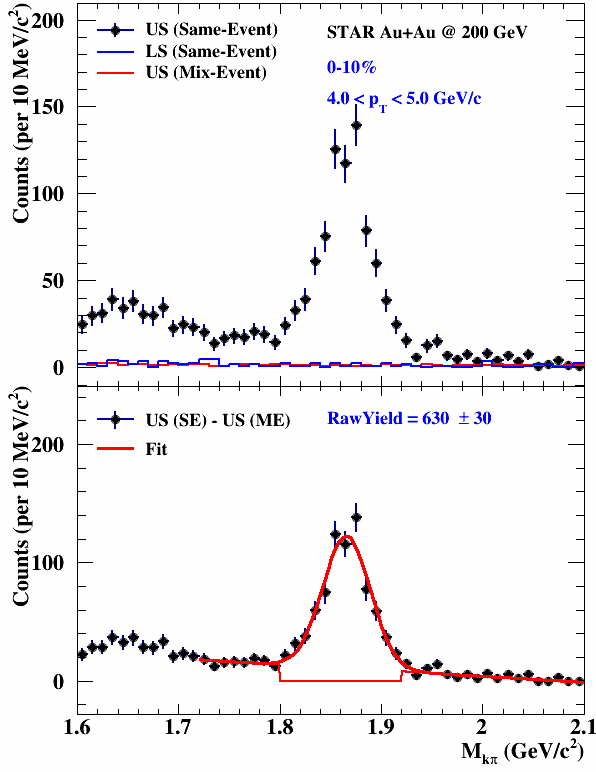 US (Same-Event)
LS (Same-Event)
US (Mix-Event)
STAR Au+Au @ 200 GeV
0-10%
4.0 < p_T < 5.0 GeV/c
Counts (per 10 MeV/c²)
200
150
100
50
0
US (SE) - US (ME)
Fit
RawYield = 630 ± 30
Counts (per 10 MeV/c²)
200
100
0
1.6 1.7 1.8 1.9 2 2.1
M_kπ (GeV/c²)